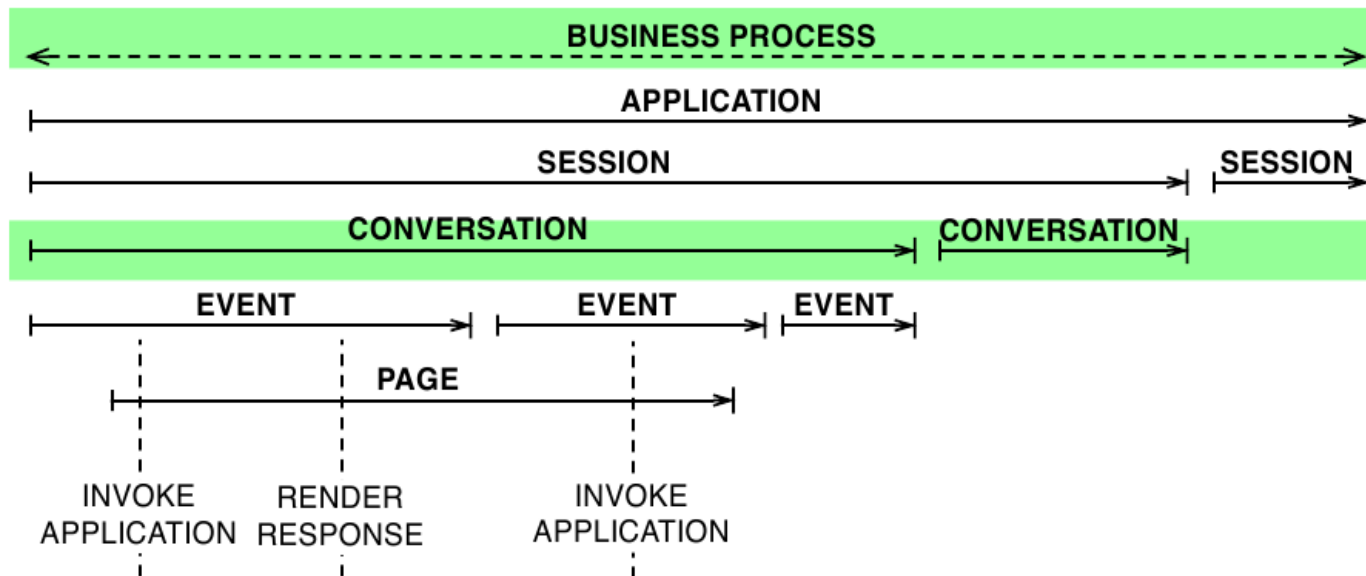 BUSINESS PROCESS
APPLICATION
SESSION SESSION
CONVERSATION CONVERSATION
EVENT EVENT EVENT
PAGE
INVOKE RENDER INVOKE
APPLICATION RESPONSE APPLICATION